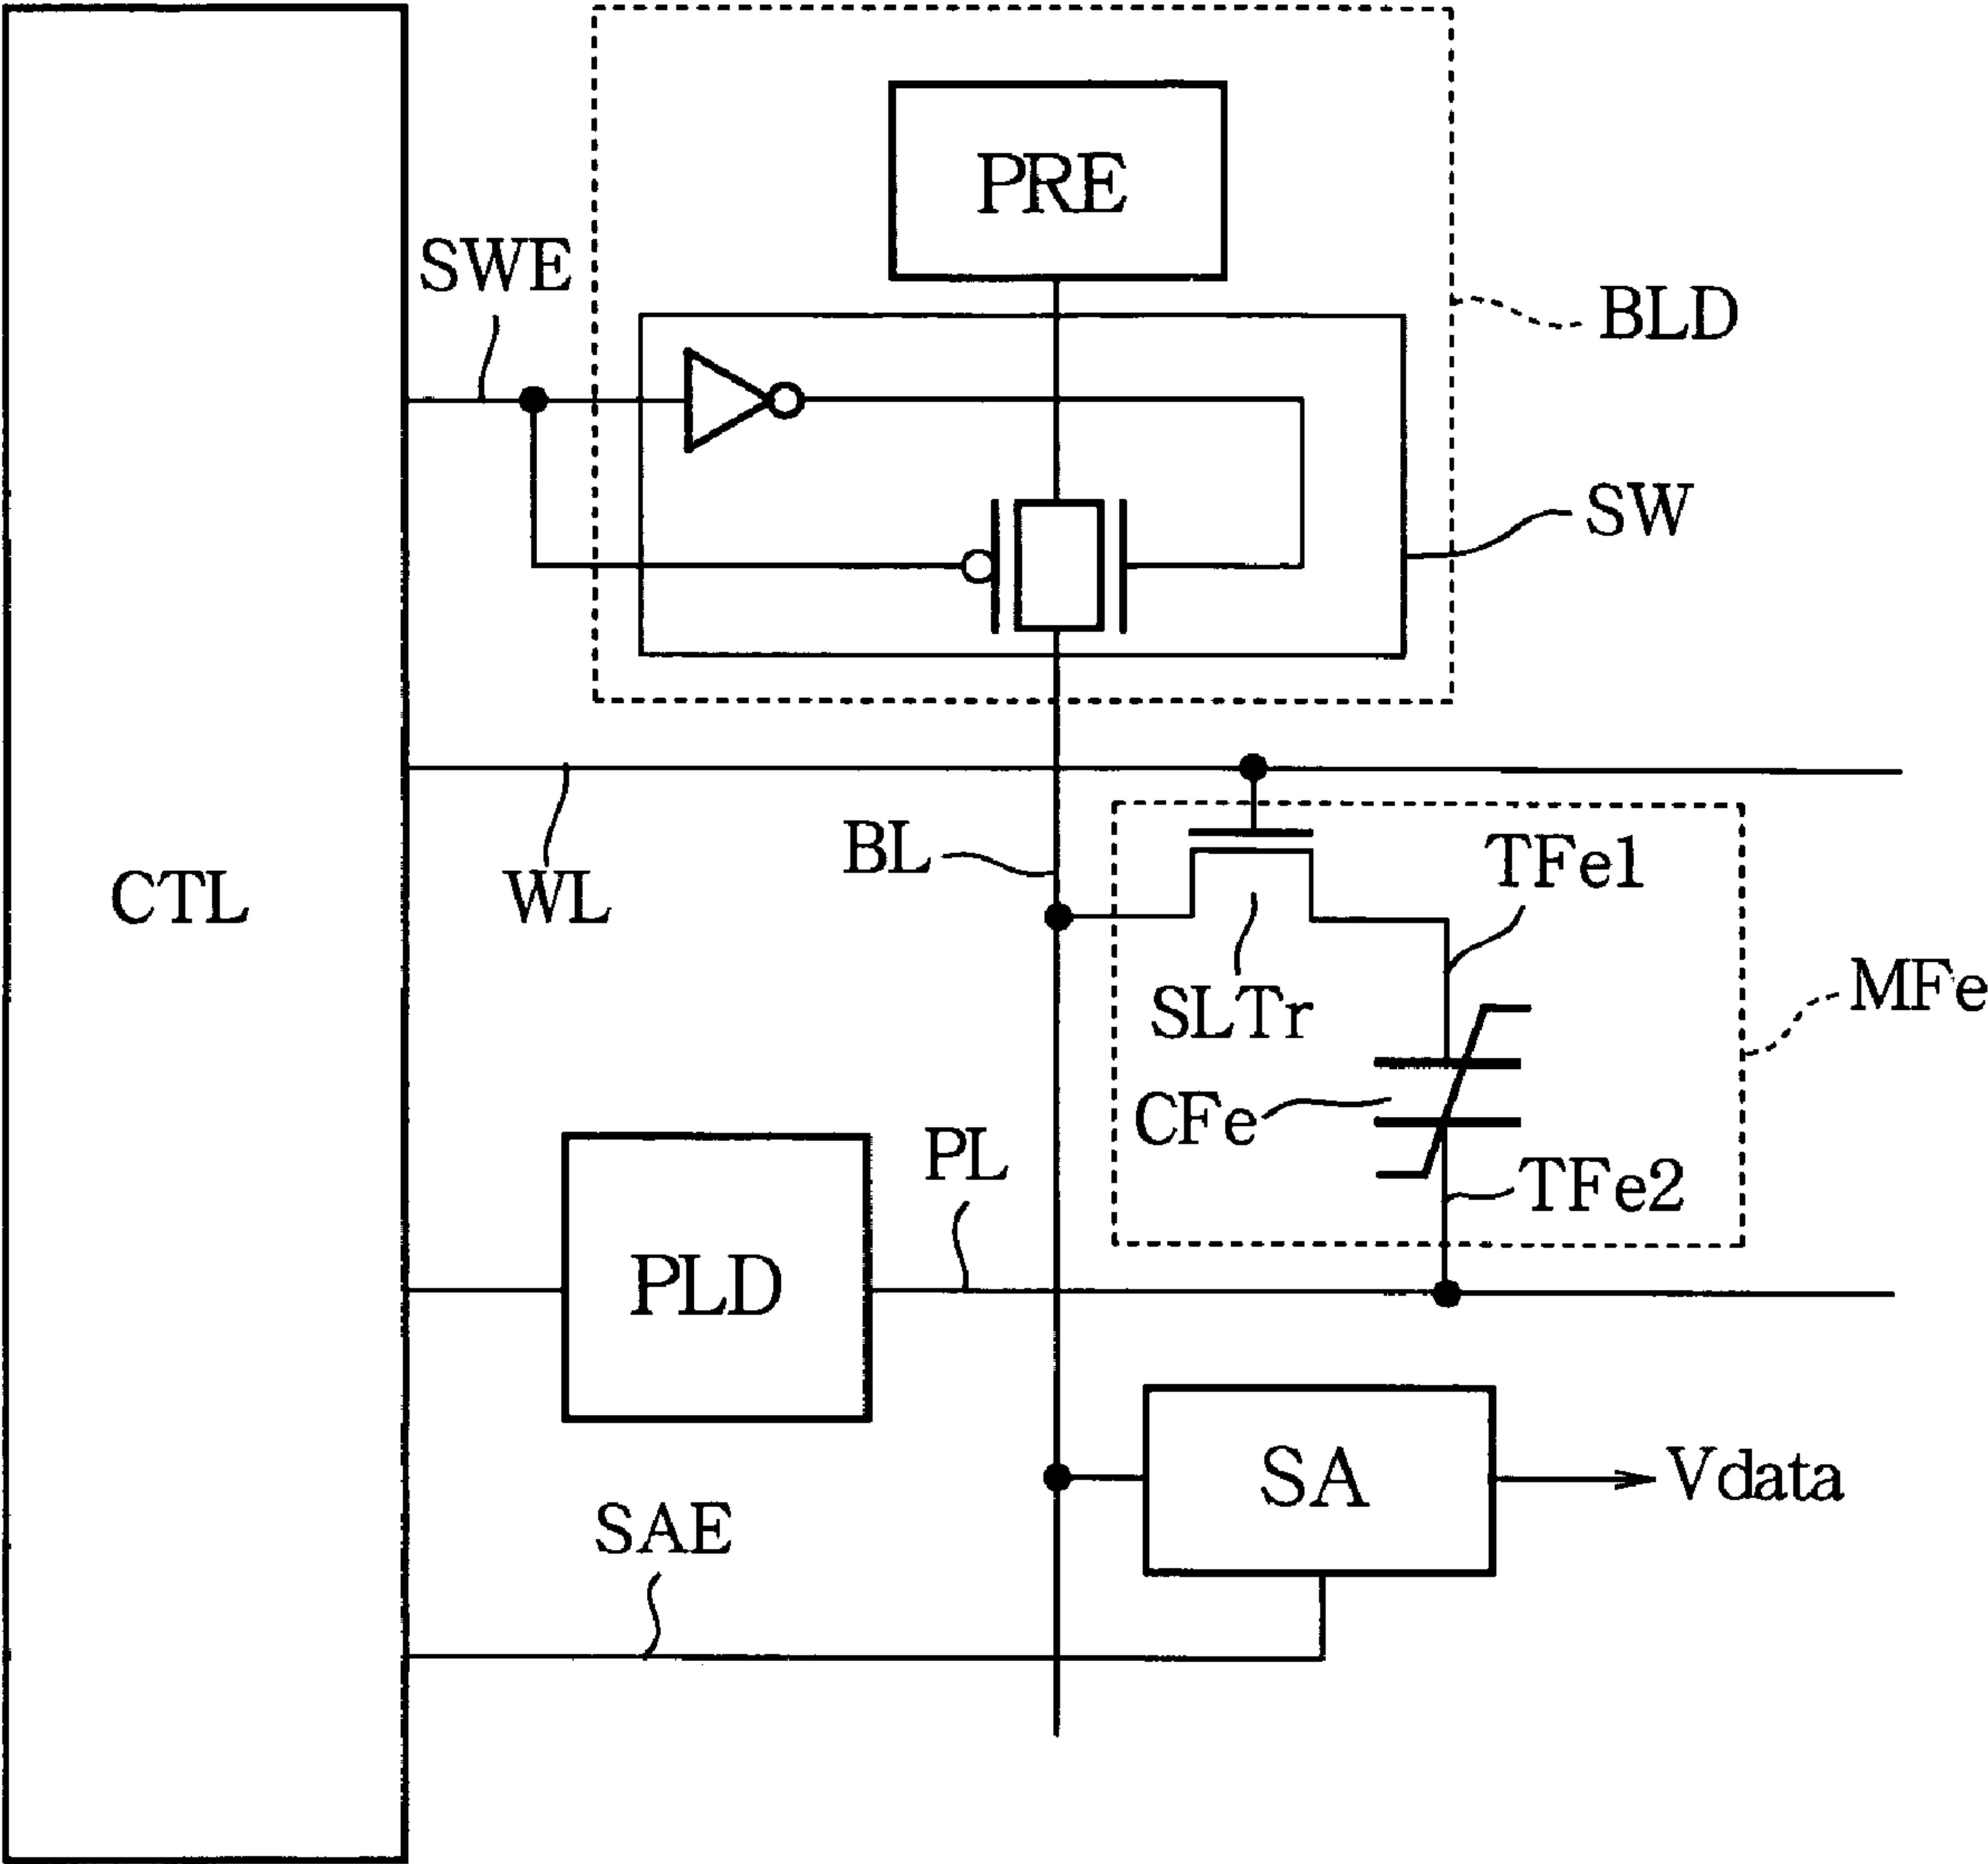 PRE
SWE
BLD
SW
BL
TFe1
CTL
WL
MFe
SLTr
CFe
PL
TFe2
PLD
SA
Vdata
SAE